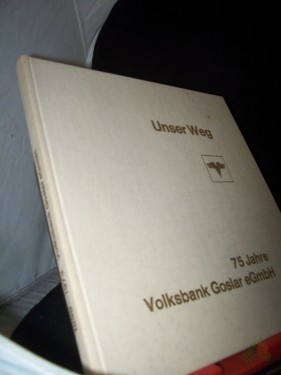 Unser Weg
75 Jahre
Volksbank Goslar eGmbH